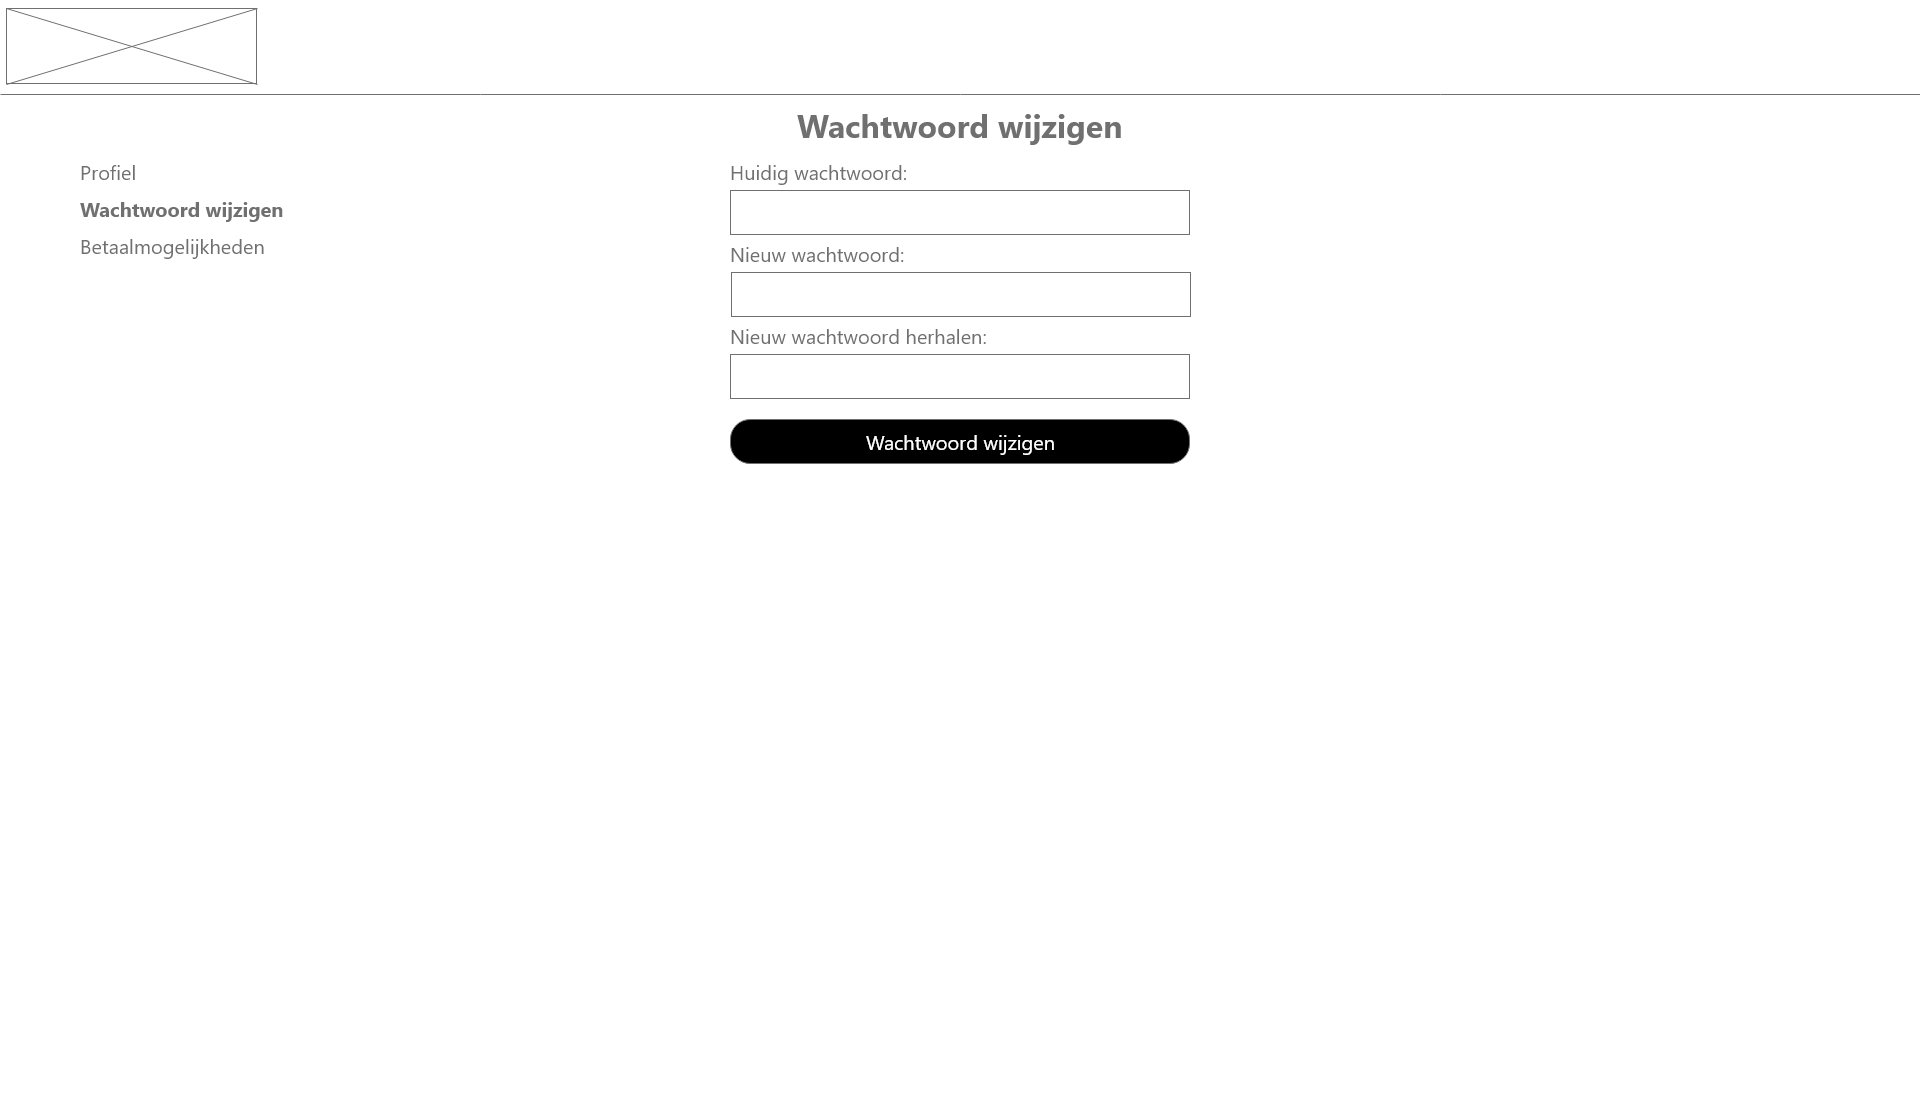 Wachtwoord wijzigen
Profiel
Wachtwoord wijzigen
Betaalmogelijkheden
Huidig wachtwoord:
Nieuw wachtwoord:
Nieuw wachtwoord herhalen:
Wachtwoord wijzigen